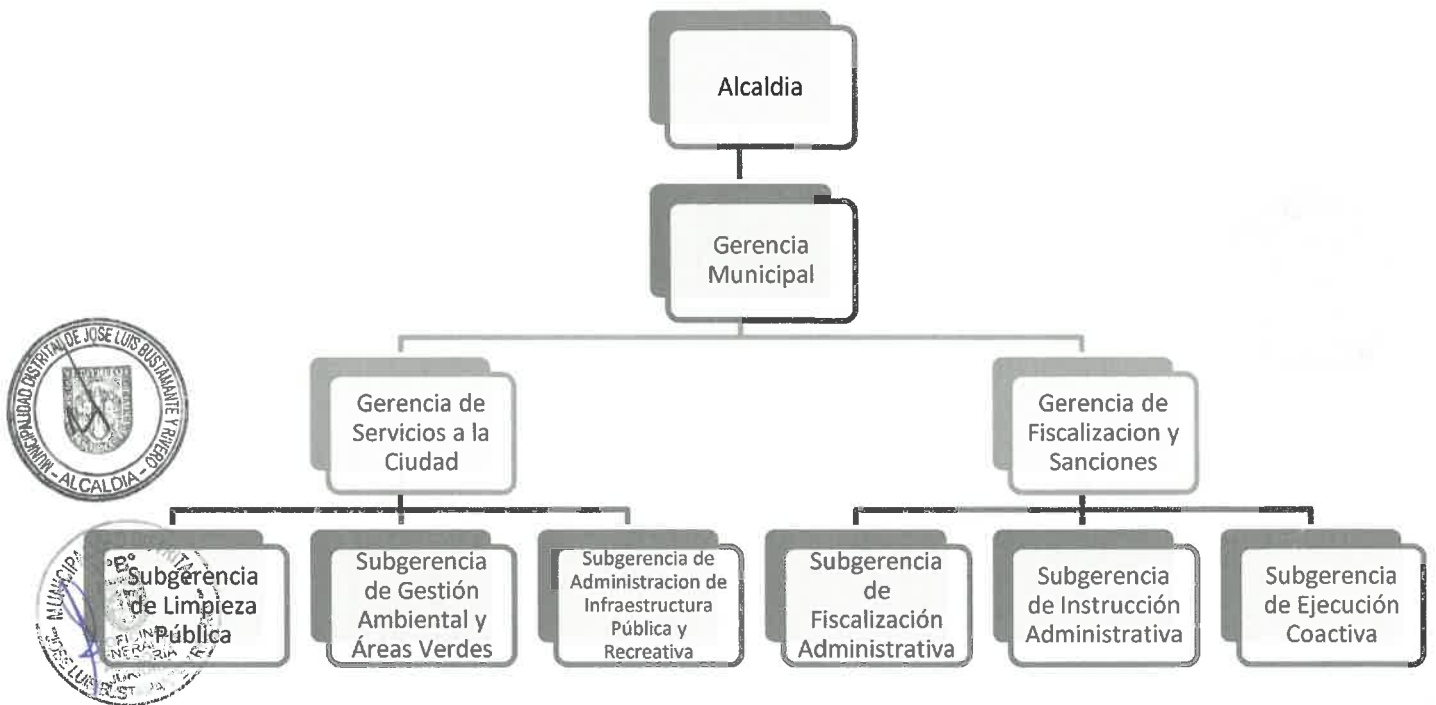 Alcaldia
Gerencia
Municipal
MUNICIPALIDAD DISTRITAL DE JOSE LUIS BUSTAMANTE Y RIVERO
- ALCALDIA -
Gerencia de
Servicios a la
Ciudad
Gerencia de
Fiscalizacion y
Sanciones
Subgerencia
de Limpieza
Pública
Subgerencia
de Gestión
Ambiental y
Áreas Verdes
Subgerencia de
Administracion de
Infraestructura
Pública y
Recreativa
Subgerencia
de
Fiscalización
Administrativa
Subgerencia
de Instrucción
Administrativa
Subgerencia
de Ejecución
Coactiva